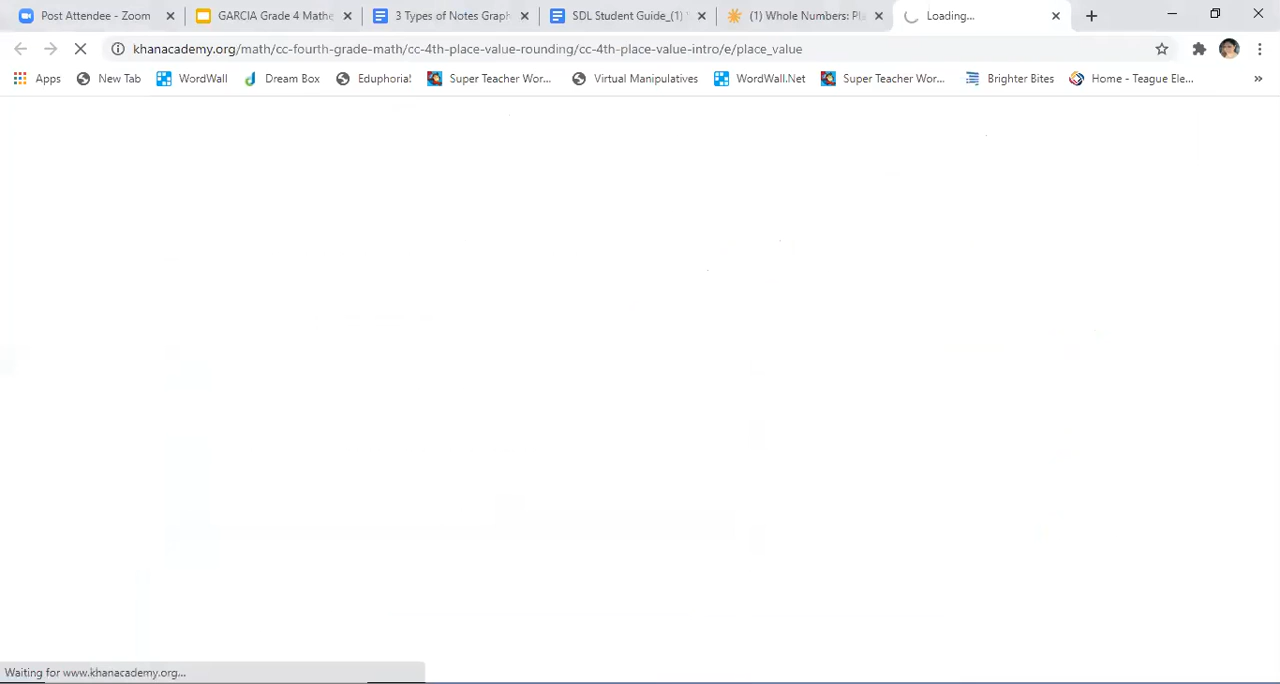 Post Attendee - Zoom GARCIA Grade 4 Mathe 3 Types of Notes Graph SDL Student Guide_(1) (1) Whole Numbers: Pl Loading...
khanacademy.org/math/cc-fourth-grade-math/cc-4th-place-value-rounding/cc-4th-place-value-intro/e/place_value
Apps New Tab WordWall Dream Box Eduphoria! Super Teacher Wor... Virtual Manipulatives WordWall.Net Super Teacher Wor... Brighter Bites Home - Teague Ele... »
Waiting for www.khanacademy.org...